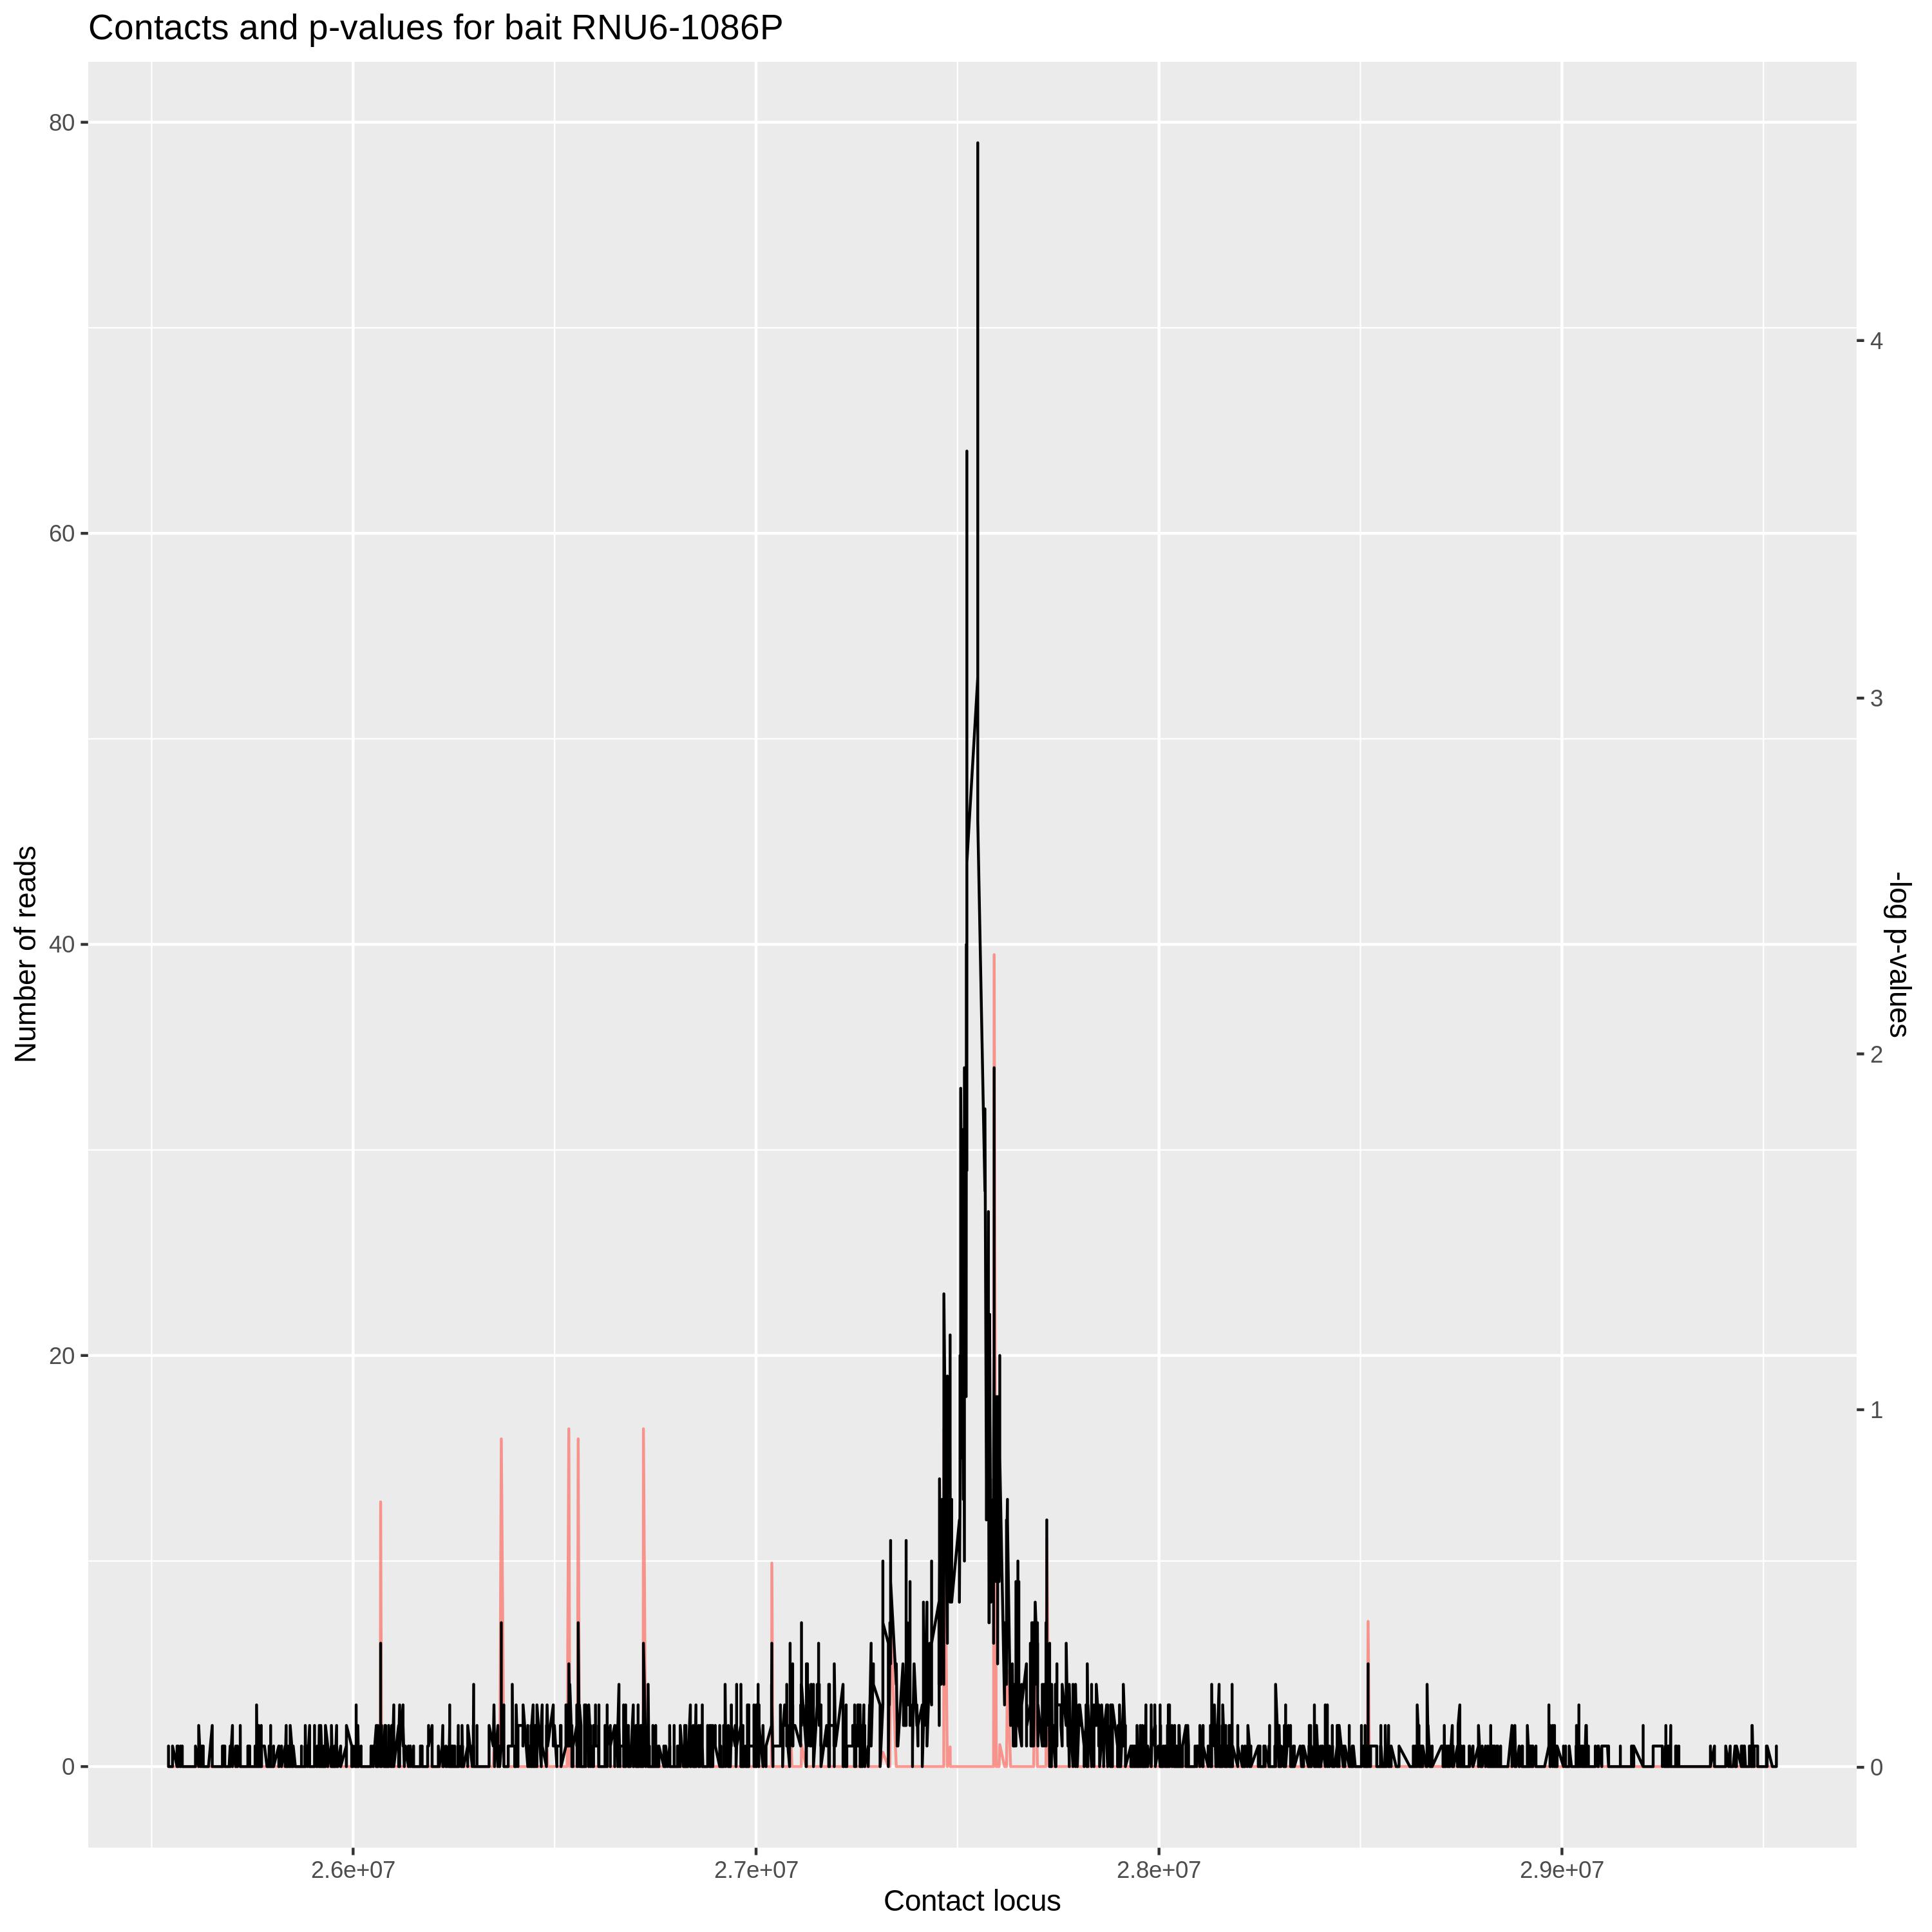 Contacts and p-values for bait RNU6-1086P
80
60
40
20
0
4
3
2
1
0
Number of reads
-log p-values
2.6e+07
2.7e+07
2.8e+07
2.9e+07
Contact locus